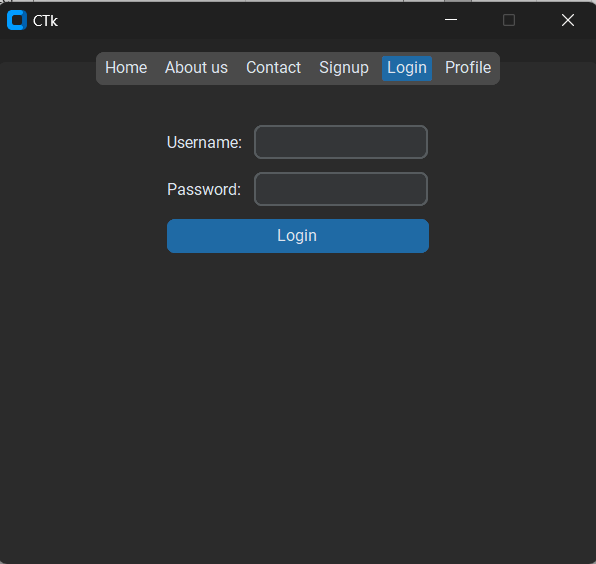 CTk
Home About us Contact Signup Login Profile
Username:
Password:
Login